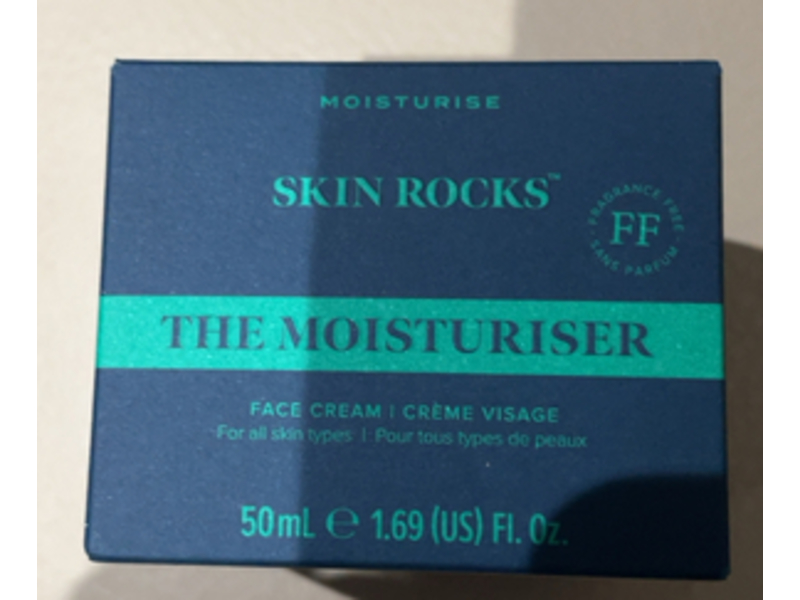 MOISTURISE
SKIN ROCKS™
FRAGRANCE FREE
FF
SANS PARFUM
THE MOISTURISER
FACE CREAM | CRÈME VISAGE
For all skin types | Pour tous types de peaux
50mL ℮ 1.69 (US) Fl. Oz.